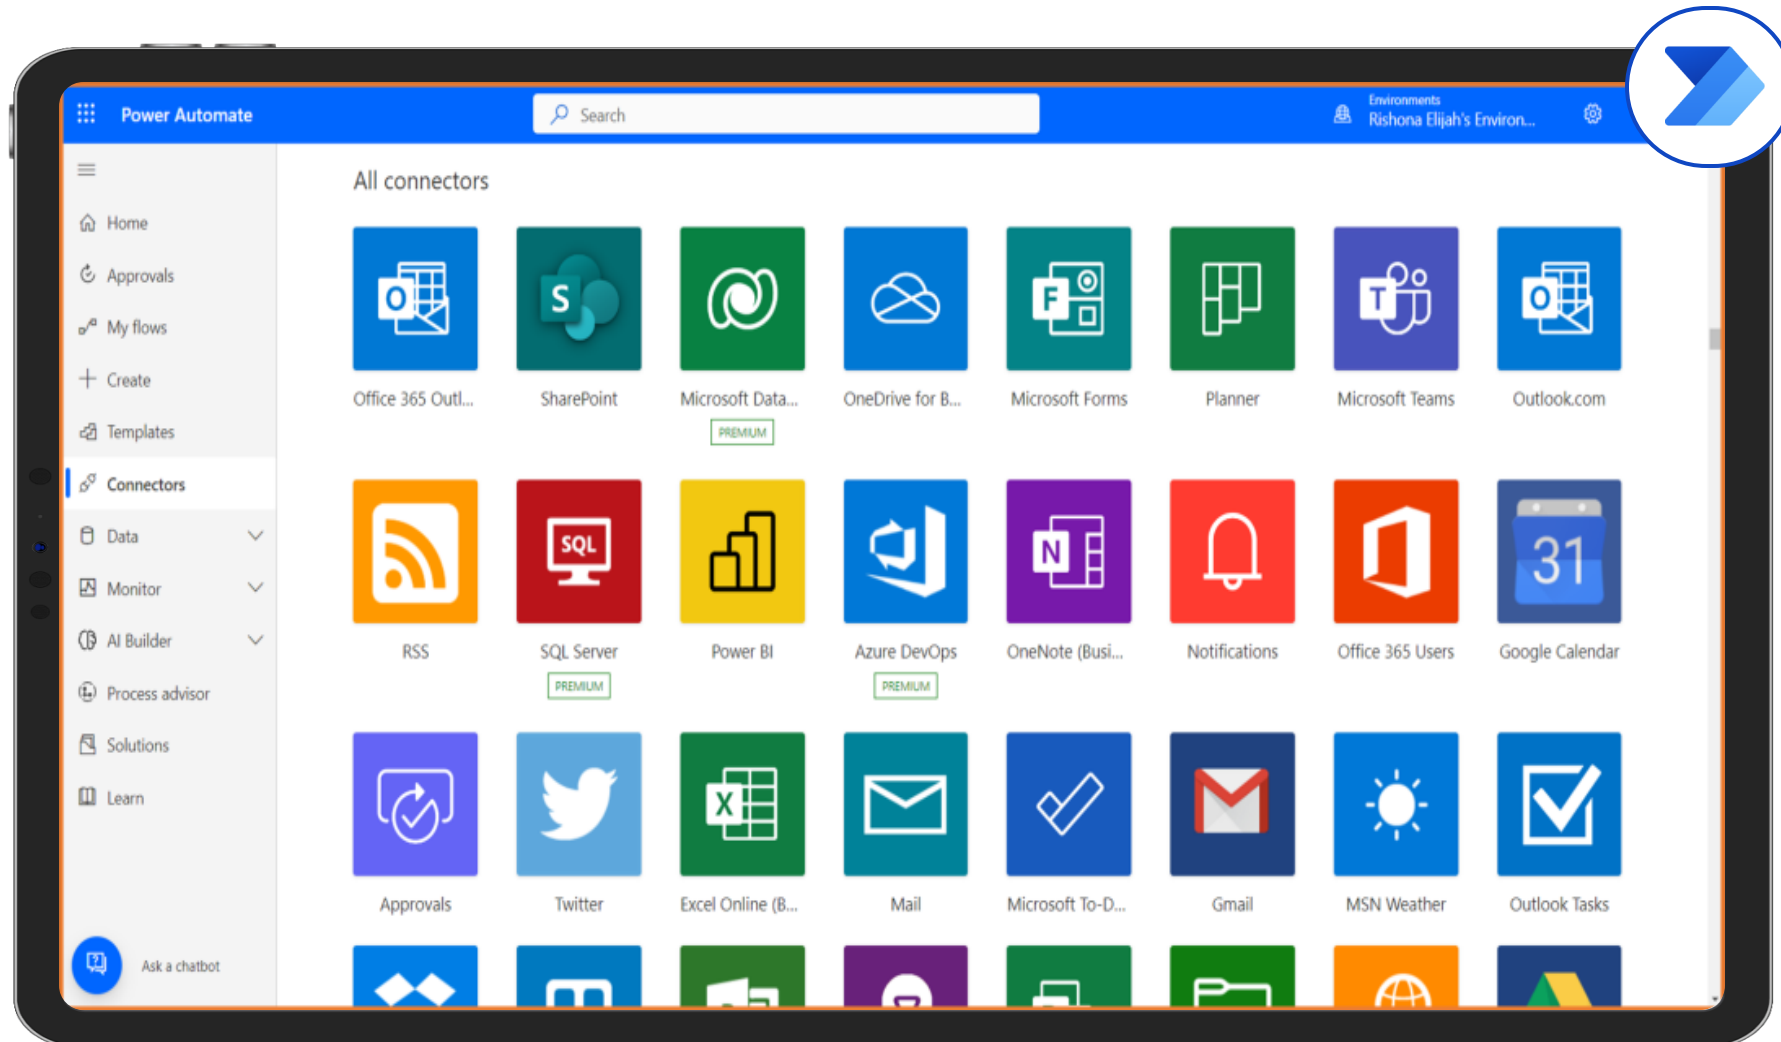 Power Automate
Search
Environments
Rishona Elijah's Environ...
Home
Approvals
My flows
Create
Templates
Connectors
Data
Monitor
AI Builder
Process advisor
Solutions
Learn
Ask a chatbot
All connectors
Office 365 Outl...
SharePoint
Microsoft Data...
PREMIUM
OneDrive for B...
Microsoft Forms
Planner
Microsoft Teams
Outlook.com
RSS
SQL
SQL Server
PREMIUM
Power BI
Azure DevOps
PREMIUM
OneNote (Busi...
Notifications
Office 365 Users
31
Google Calendar
Approvals
Twitter
Excel Online (B...
Mail
Microsoft To-D...
Gmail
MSN Weather
Outlook Tasks